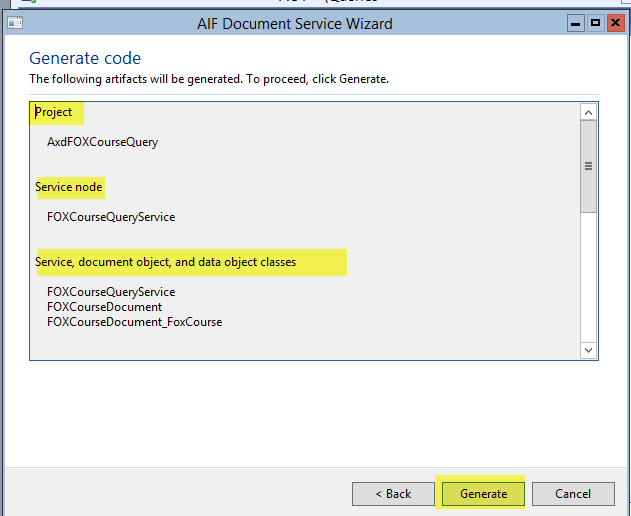 AIF Document Service Wizard
Generate code
The following artifacts will be generated. To proceed, click Generate.
Project
AxdFOXCourseQuery
Service node
FOXCourseQueryService
Service, document object, and data object classes
FOXCourseQueryService
FOXCourseDocument
FOXCourseDocument_FoxCourse
< Back
Generate
Cancel